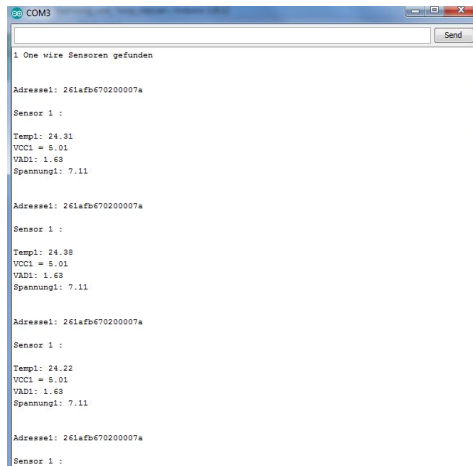 COM3
Send
1 One wire Sensoren gefunden
Adresse1: 261afb670200007a
Sensor 1 :
Temp1: 24.31
VCC1 = 5.01
VAD1: 1.63
Spannung1: 7.11
Adresse1: 261afb670200007a
Sensor 1 :
Temp1: 24.38
VCC1 = 5.01
VAD1: 1.63
Spannung1: 7.11
Adresse1: 261afb670200007a
Sensor 1 :
Temp1: 24.22
VCC1 = 5.01
VAD1: 1.63
Spannung1: 7.11
Adresse1: 261afb670200007a
Sensor 1 :